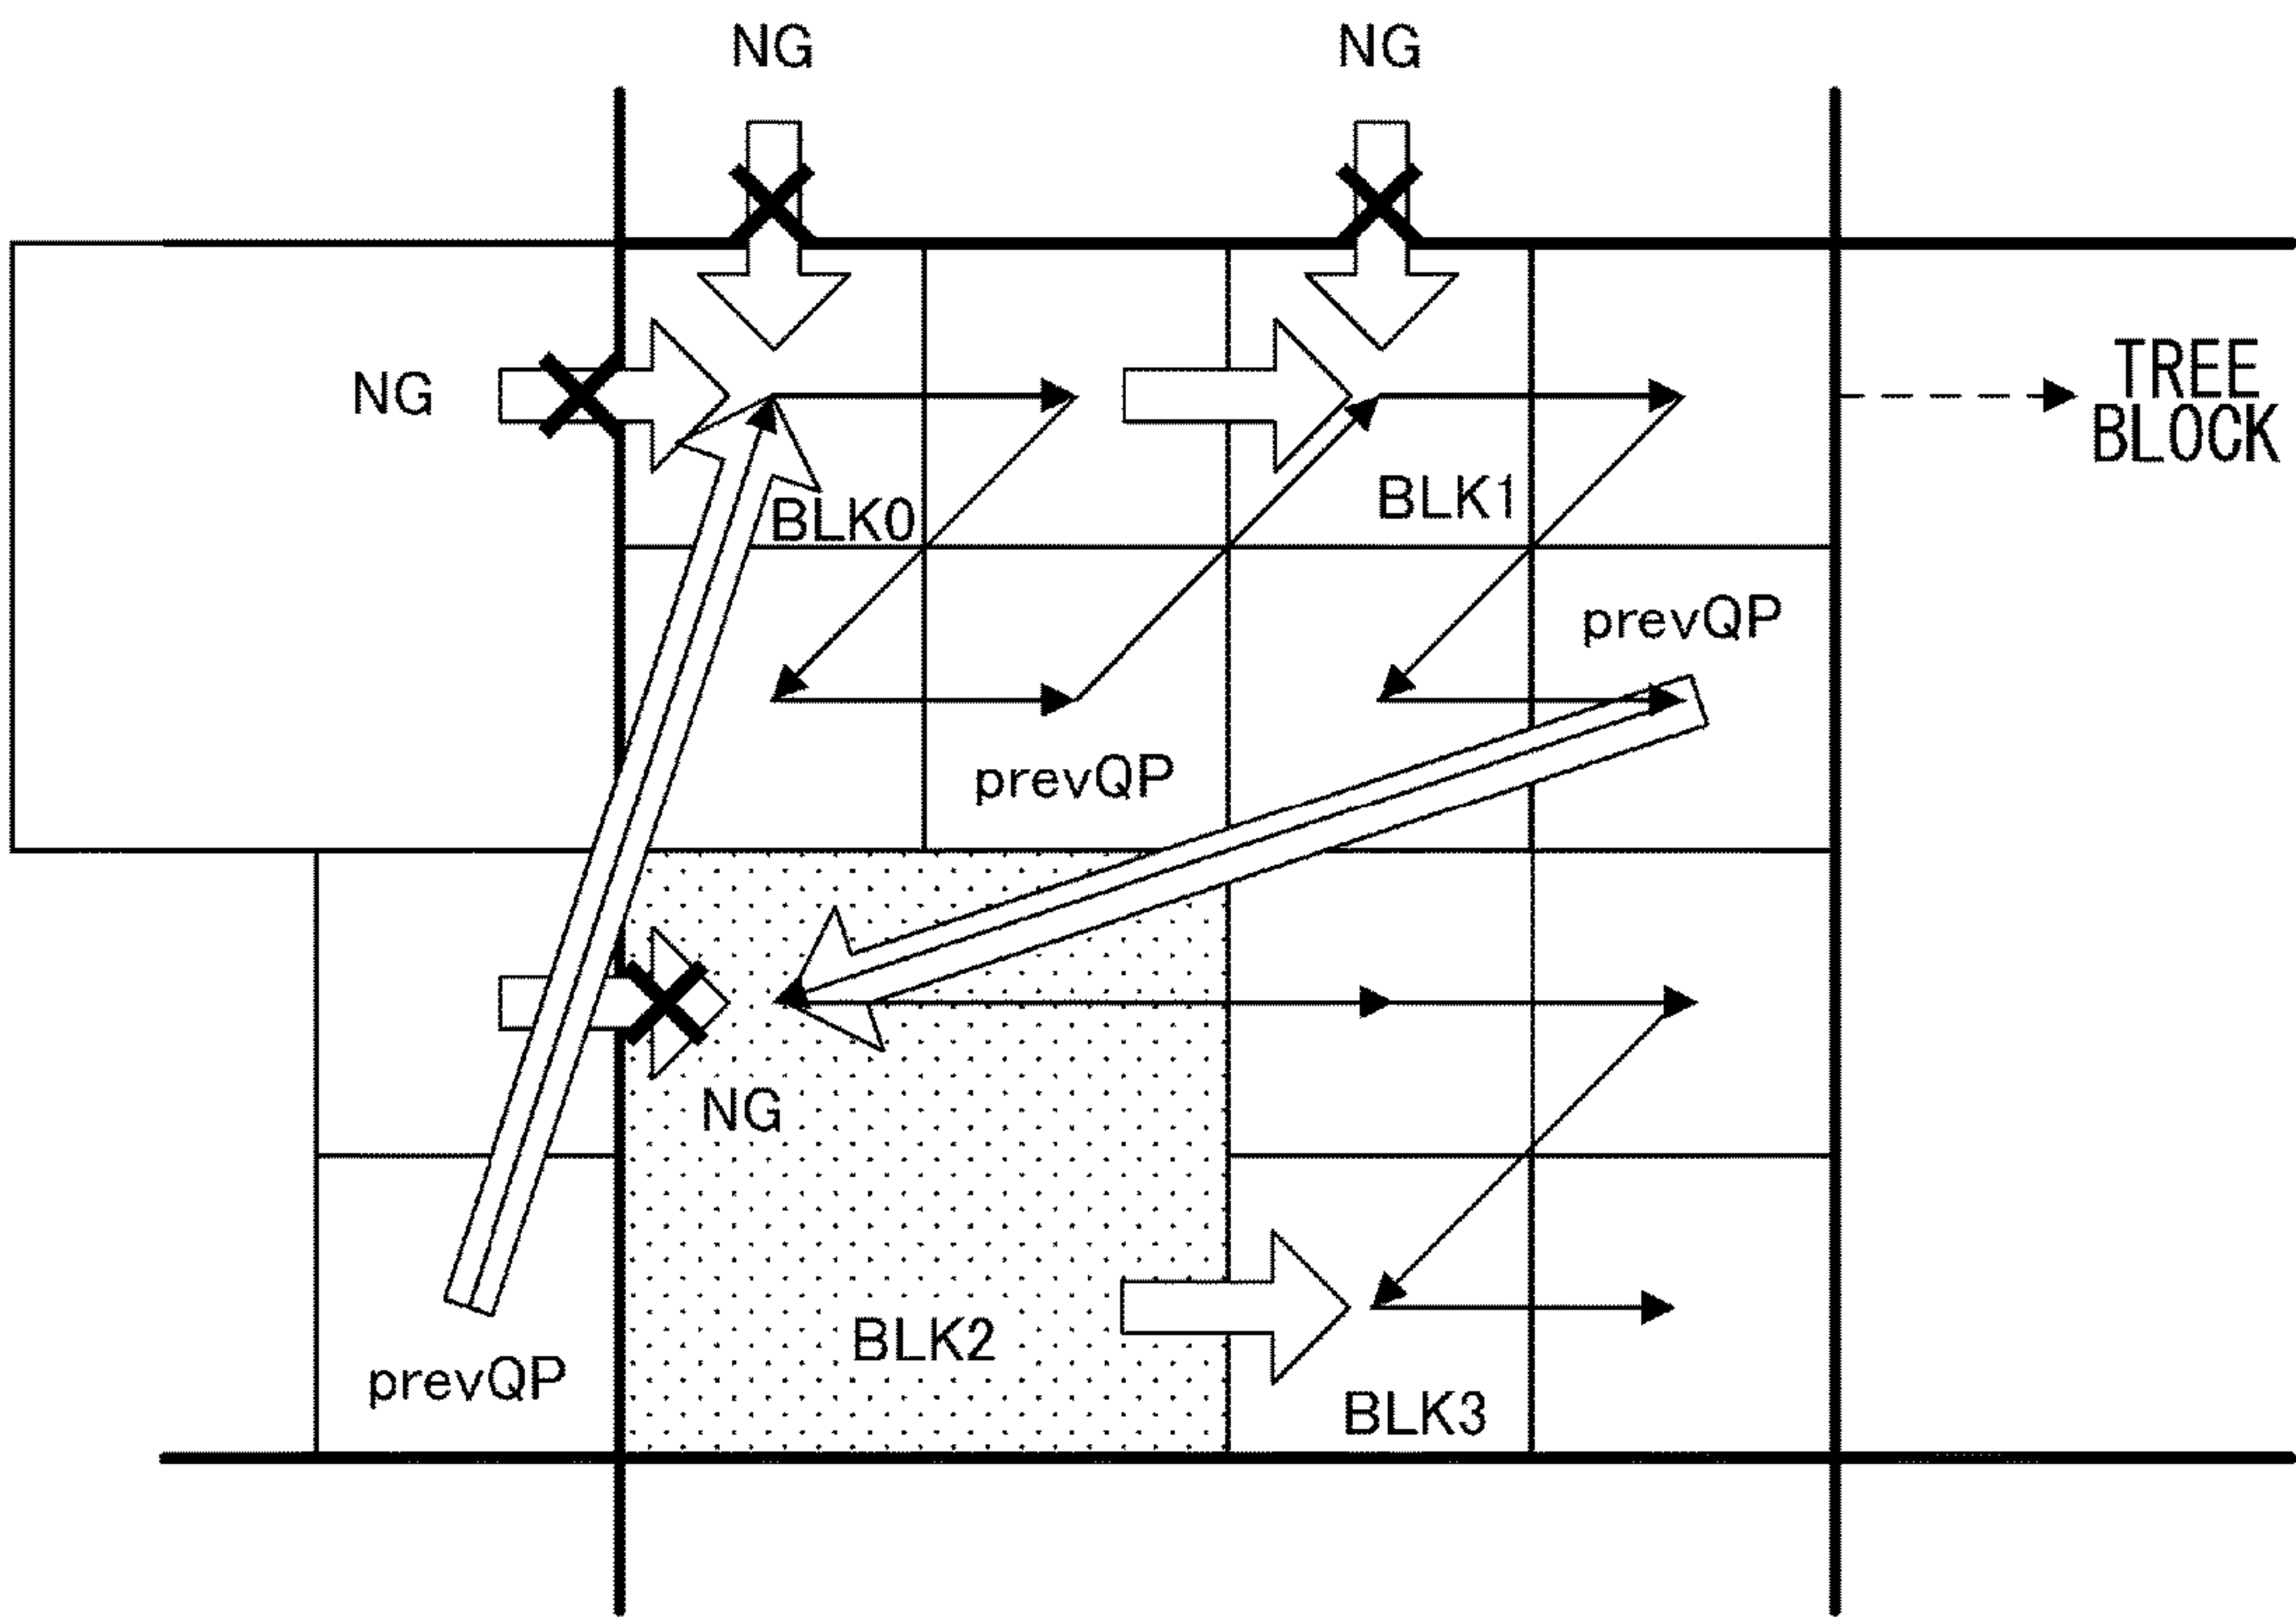 NG
NG
NG
TREE
BLOCK
BLK0
BLK1
prevQP
prevQP
NG
BLK2
prevQP
BLK3